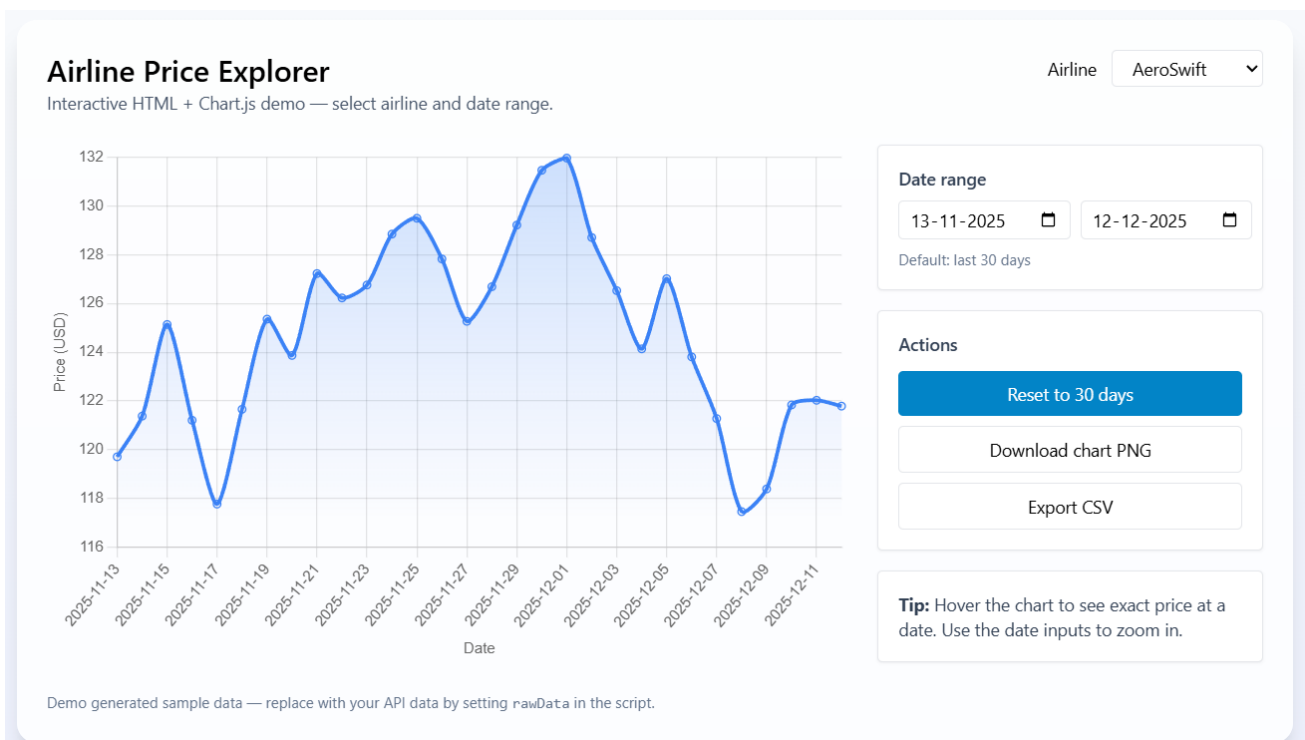 Airline Price Explorer
Interactive HTML + Chart.js demo — select airline and date range.
Airline AeroSwift
132
130
128
126
124
122
120
118
116
Price (USD)
2025-11-13
2025-11-15
2025-11-17
2025-11-19
2025-11-21
2025-11-23
2025-11-25
2025-11-27
2025-11-29
2025-12-01
2025-12-03
2025-12-05
2025-12-07
2025-12-09
2025-12-11
Date
Date range
13-11-2025 12-12-2025
Default: last 30 days
Actions
Reset to 30 days
Download chart PNG
Export CSV
Tip: Hover the chart to see exact price at a
date. Use the date inputs to zoom in.
Demo generated sample data — replace with your API data by setting rawData in the script.